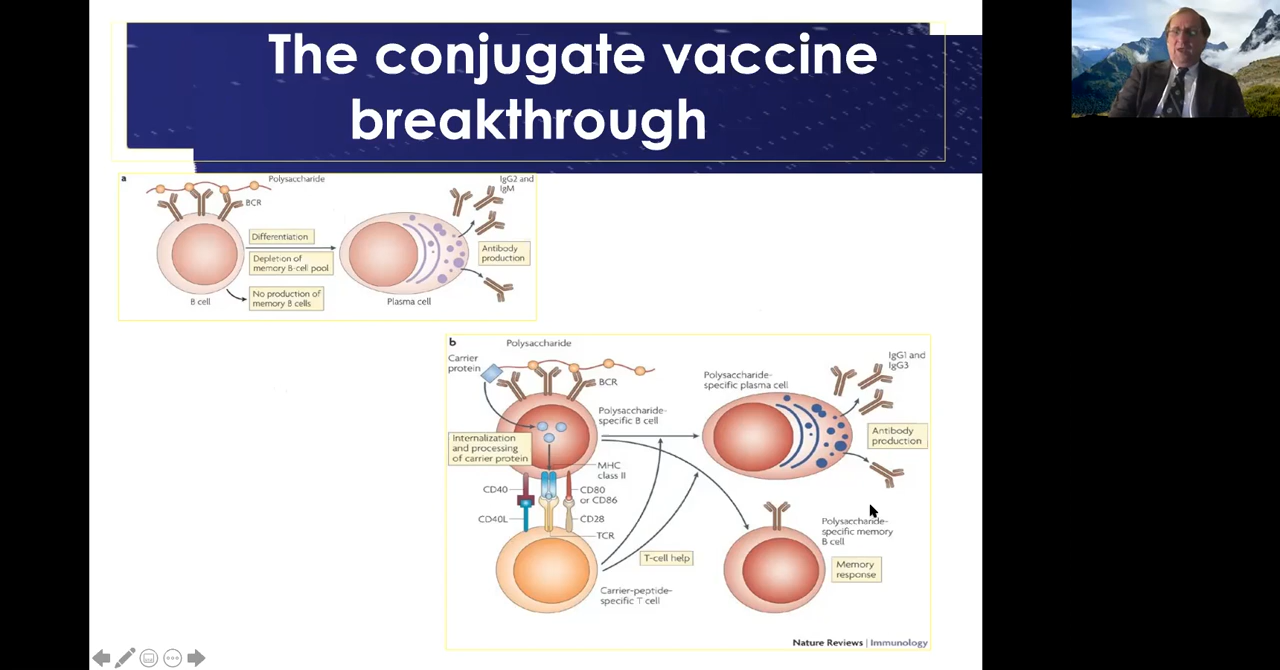 The conjugate vaccine
breakthrough
a
Polysaccharide
BCR
Differentiation
Depletion of
memory B-cell pool
No production of
memory B cells
B cell
Plasma cell
IgG2 and
IgM
Antibody
production
b
Polysaccharide
Carrier
protein
BCR
Polysaccharide-
specific B cell
Internalization
and processing
of carrier protein
MHC
class II
CD40
CD80
or CD86
CD40L
CD28
TCR
T-cell help
Carrier-peptide-
specific T cell
Polysaccharide-
specific plasma cell
IgG1 and
IgG3
Antibody
production
Polysaccharide-
specific memory
B cell
Memory
response
Nature Reviews | Immunology